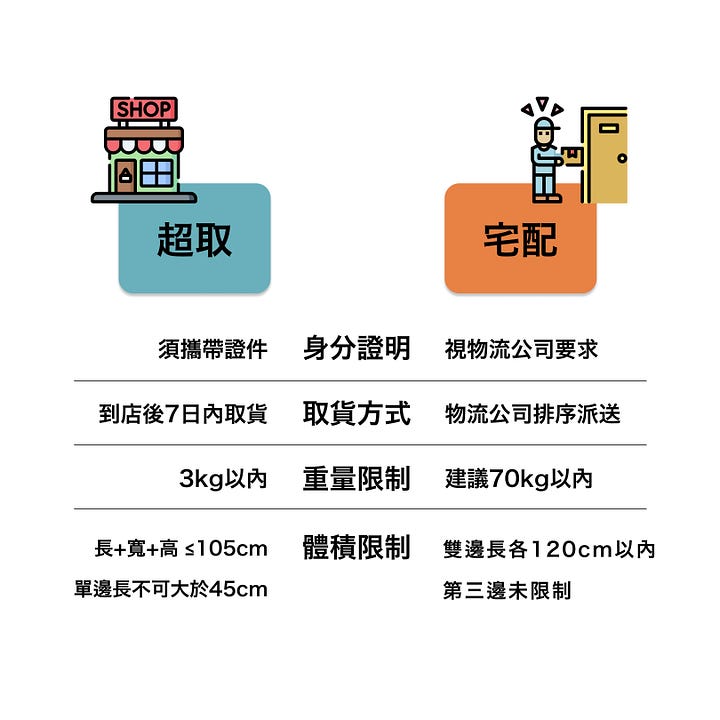 SHOP
超取
宅配
須攜帶證件 身分證明 視物流公司要求
到店後7日內取貨 取貨方式 物流公司排序派送
3kg以內 重量限制 建議70kg以內
長+寬+高 ≤105cm 體積限制 雙邊長各120cm以內
單邊長不可大於45cm 第三邊未限制